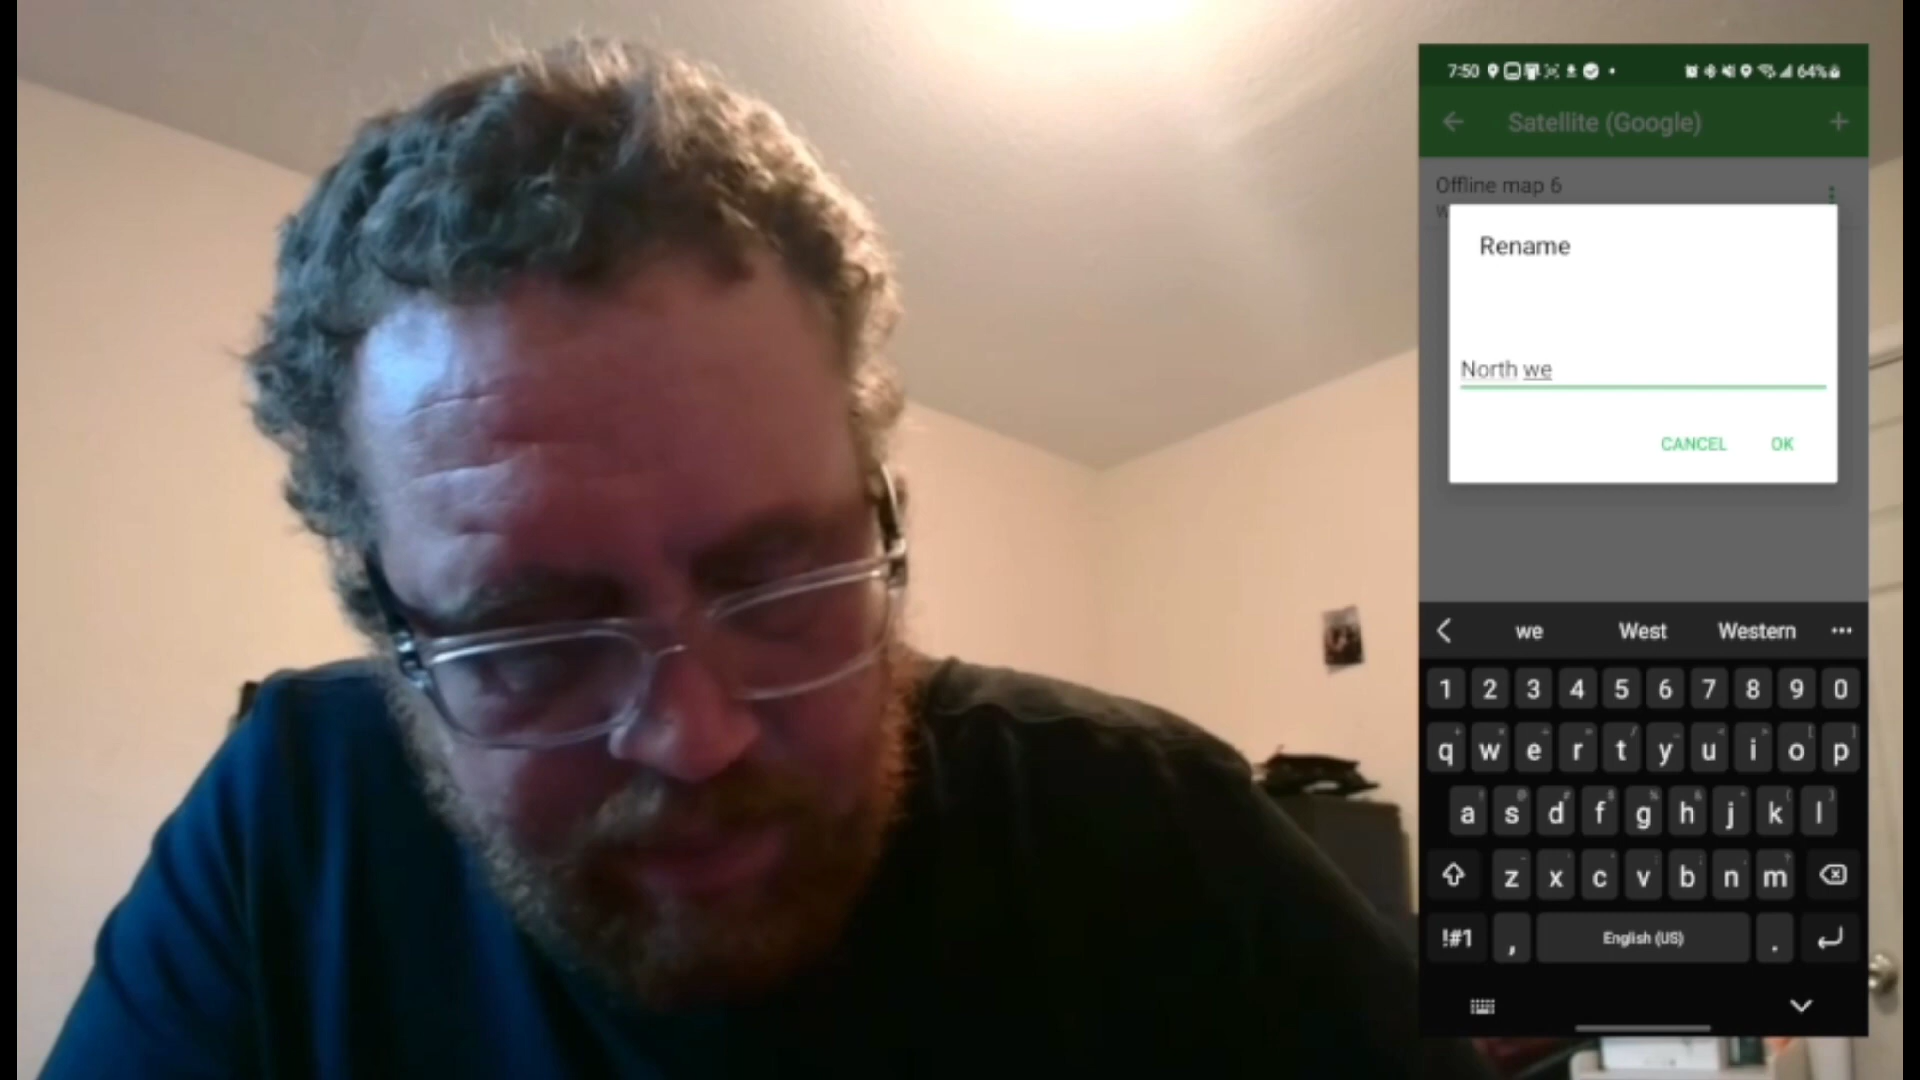 7:50
64%
Satellite (Google)
Offline map 6
W
Rename
North we
CANCEL OK
we West Western
1 2 3 4 5 6 7 8 9 0
q w e r t y u i o p
a s d f g h j k l
z x c v b n m
!#1 , English (US) .